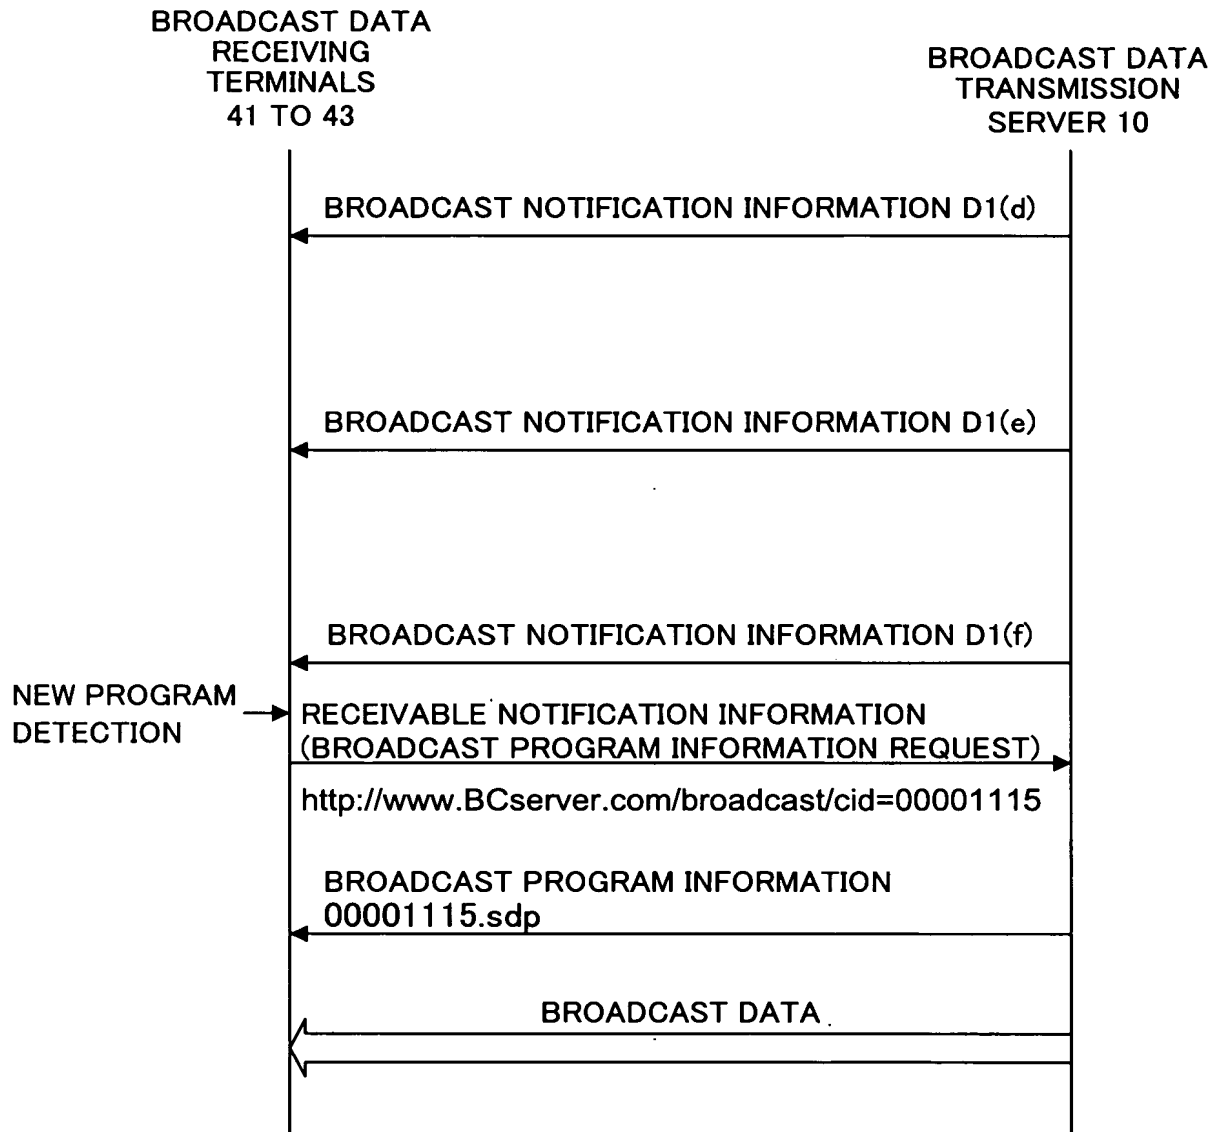 BROADCAST DATA
RECEIVING
TERMINALS
41 TO 43
BROADCAST DATA
TRANSMISSION
SERVER 10
BROADCAST NOTIFICATION INFORMATION D1(d)
BROADCAST NOTIFICATION INFORMATION D1(e)
BROADCAST NOTIFICATION INFORMATION D1(f)
NEW PROGRAM
DETECTION
RECEIVABLE NOTIFICATION INFORMATION
(BROADCAST PROGRAM INFORMATION REQUEST)
http://www.BCserver.com/broadcast/cid=00001115
BROADCAST PROGRAM INFORMATION
00001115.sdp
BROADCAST DATA